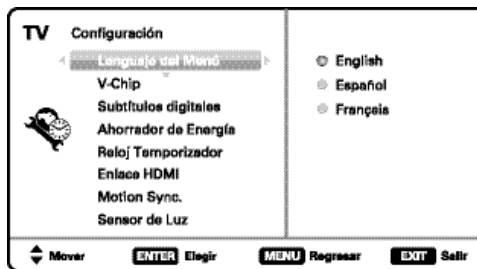 TV Configuración
Lenguaje del Menú
V-Chip
Subtítulos digitales
Ahorrador de Energía
Reloj Temporizador
Enlace HDMI
Motion Sync.
Sensor de Luz
English
Español
Français
Mover ENTER Elegir MENU Regresar EXIT Salir